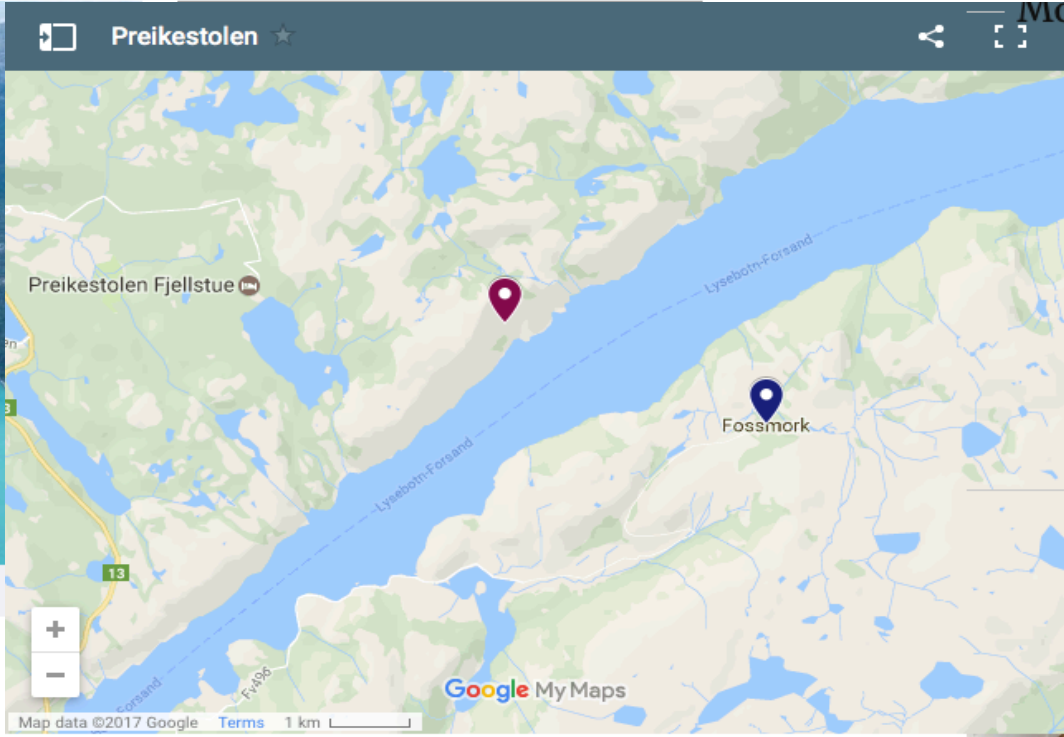 Preikestolen
Preikestolen Fjellstue
Lysebotn-Forsand
Fossmork
Lysebotn-Forsand
13
Fv496
Forsand
Google My Maps
Map data ©2017 Google Terms 1 km